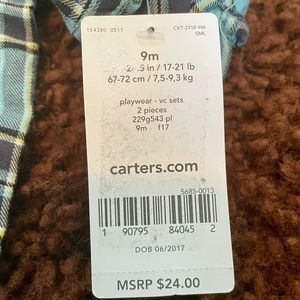 154380 0517
CKT-2719-9M
SML
9m
in / 17-21 lb
67-72 cm / 7,5-9,3 kg
playwear - vc sets
2 pieces
229g543 pl
9m f17
carters.com
S685-0013
1 90795 84045 2
DOB 06/2017
MSRP $24.00